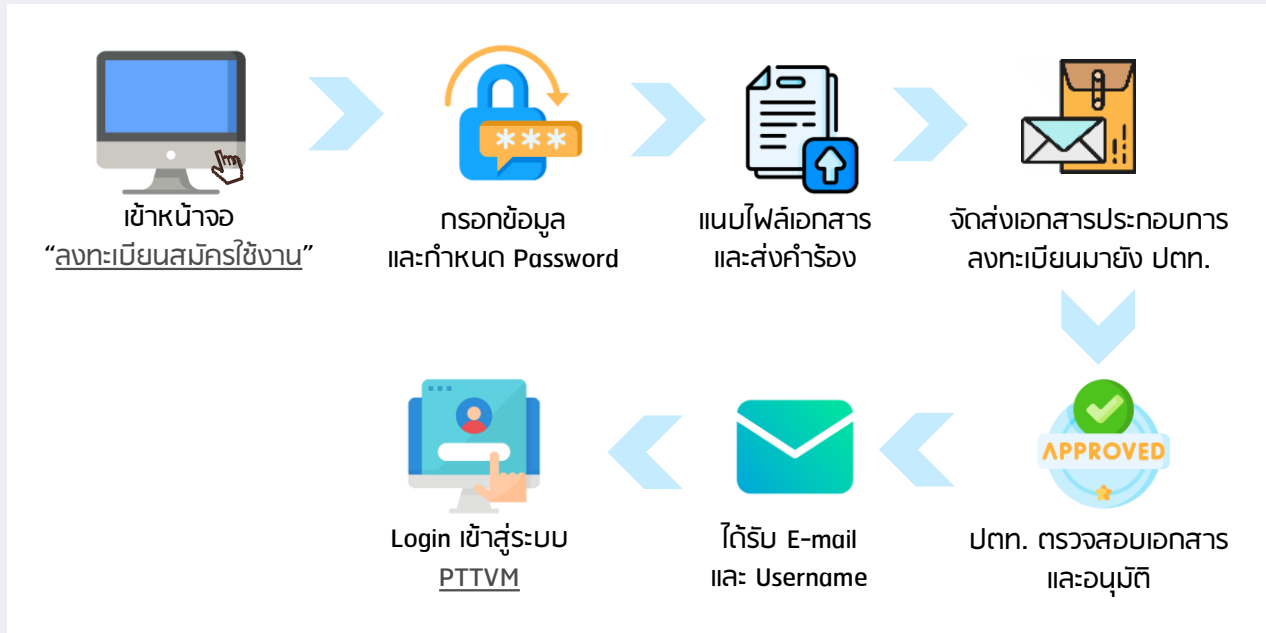 เข้าหน้าจอ
“ลงทะเบียนสมัครใช้งาน”
***
กรอกข้อมูล
และกำหนด Password
แนบไฟล์เอกสาร
และส่งคำร้อง
จัดส่งเอกสารประกอบการ
ลงทะเบียนมายัง ปตท.
APPROVED
ปตท. ตรวจสอบเอกสาร
และอนุมัติ
ได้รับ E-mail
และ Username
Login เข้าสู่ระบบ
PTTVM